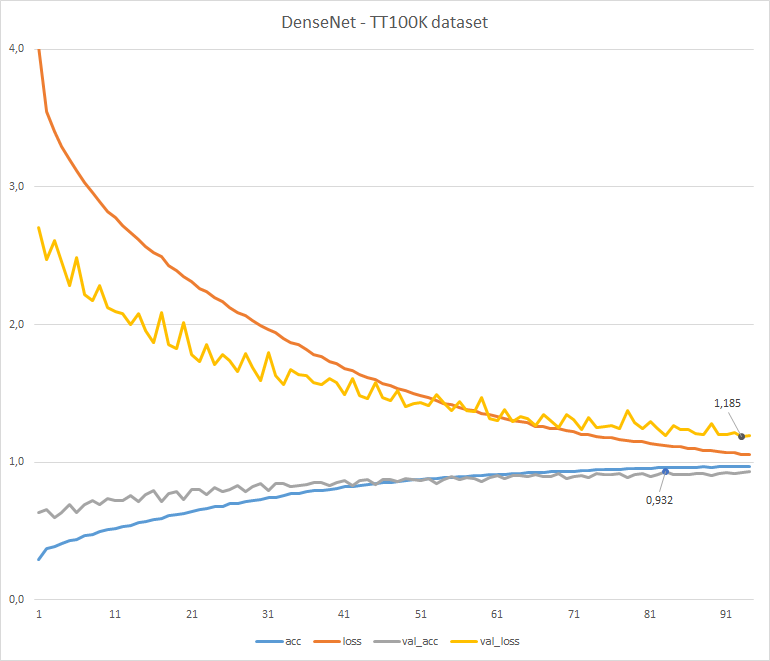 DenseNet - TT100K dataset
4,0
3,0
2,0
1,185
1,0
0,932
0,0
1 11 21 31 41 51 61 71 81 91
acc loss val_acc val_loss